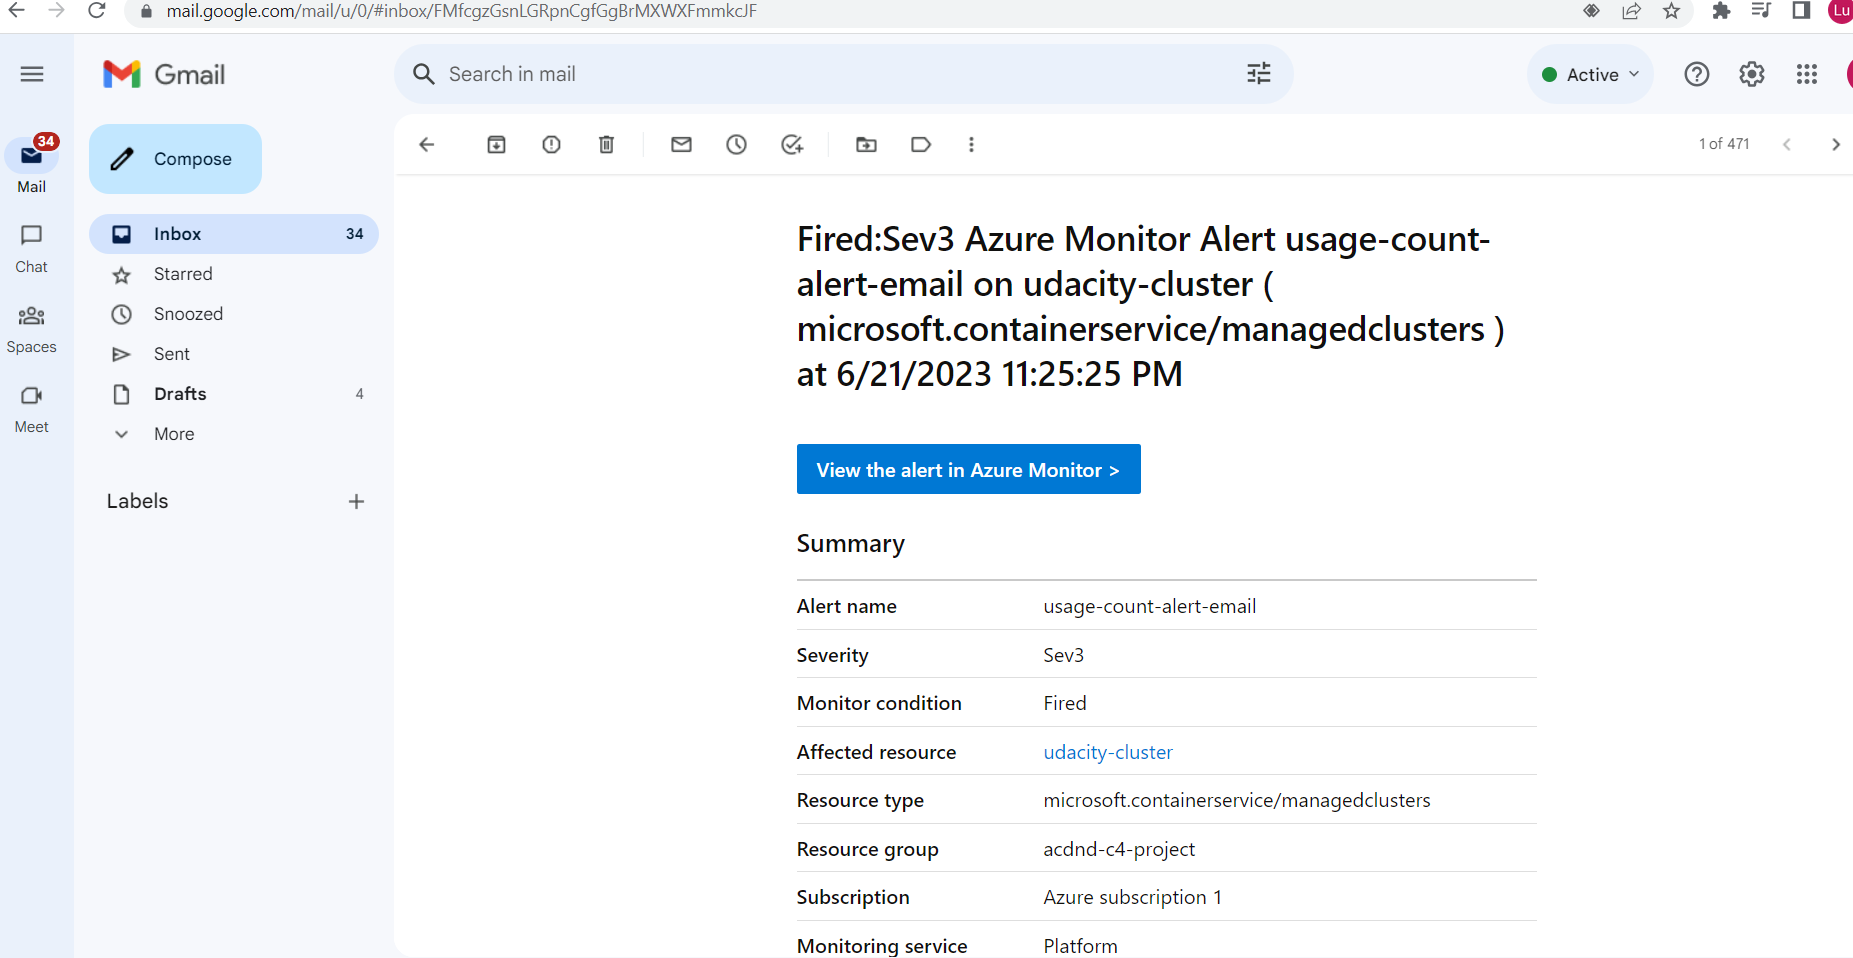 mail.google.com/mail/u/0/#inbox/FMfcgzGsnLGRpnCgfGgBrMXWXFmmkcJF
Lu
Gmail
Search in mail
Active
34
Mail
Compose
1 of 471
Inbox 34
Chat
Starred
Snoozed
Spaces
Sent
Drafts 4
Meet
More
Labels
Fired:Sev3 Azure Monitor Alert usage-count-
alert-email on udacity-cluster (
microsoft.containerservice/managedclusters )
at 6/21/2023 11:25:25 PM
View the alert in Azure Monitor >
Summary
Alert name usage-count-alert-email
Severity Sev3
Monitor condition Fired
Affected resource udacity-cluster
Resource type microsoft.containerservice/managedclusters
Resource group acdnd-c4-project
Subscription Azure subscription 1
Monitoring service Platform